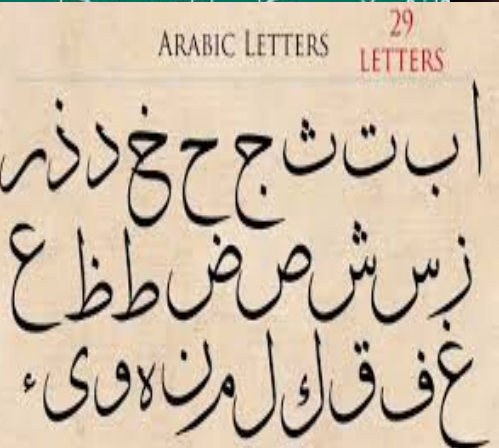 ARABIC LETTERS
29
LETTERS
ا ب ت ث ج ح خ د ذ ر
ز س ش ص ض ط ظ ع
غ ف ق ك ل م ن ه و ى ء